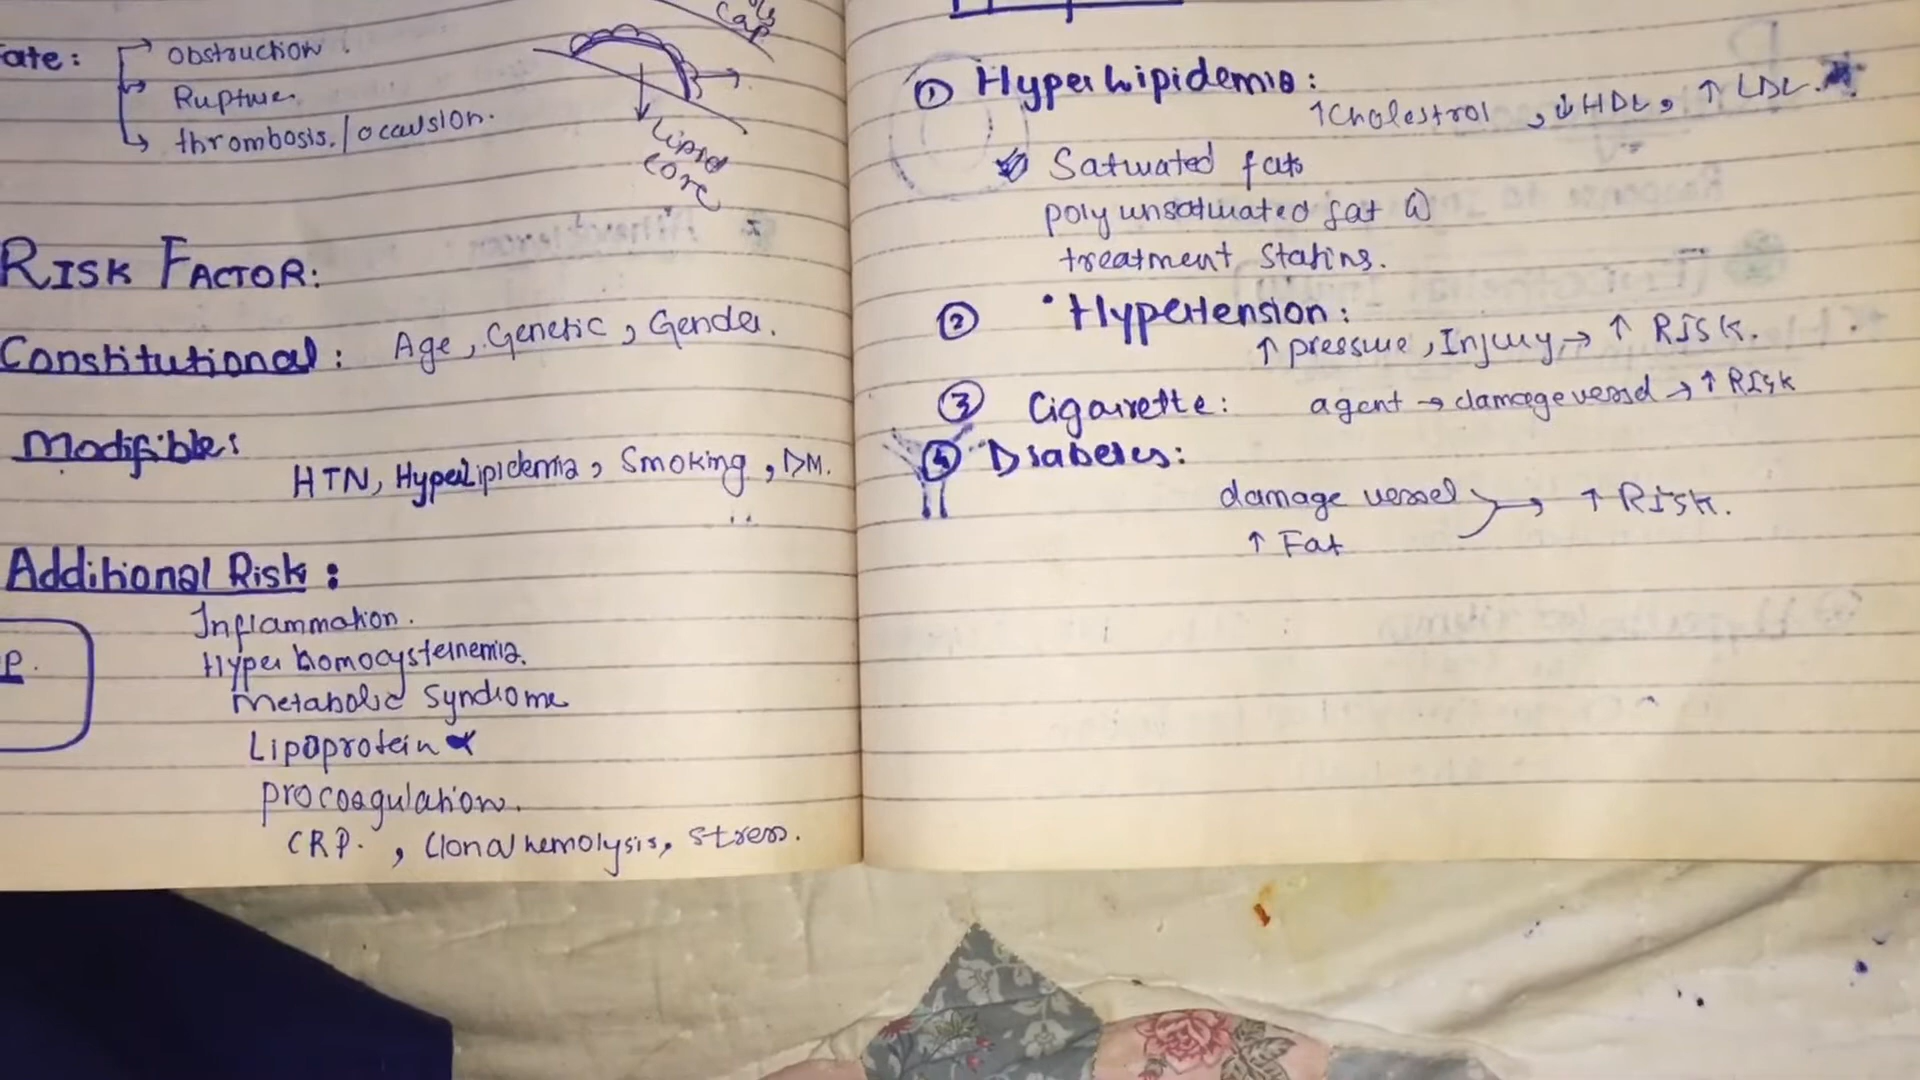 ate:
Obstruction.
Rupture.
thrombosis./occulsion.
cap
Lipid
core
RISK FACTOR:
Constitutional: Age, Genetic, Gender.
Modifible:
HTN, Hyperlipidemia, Smoking, DM.
Additional Risk:
Inflammation.
Hyper homocysteinemia.
Metabolic Syndrome
Lipoprotein α
procoagulation.
CRP., Clonal hemolysis, stress.
P.
① HyperLipidemia:
↑Cholestrol, ↓HDL, ↑ LDL.
Saturated fats
poly unsaturated fat
treatment Statins.
② Hypertension:
↑ pressure, Injury → ↑ RISK.
③ Cigairette: agent → damage vessel → ↑ RISK
④ Diabetes:
damage vessel → ↑ RISK.
↑ Fat